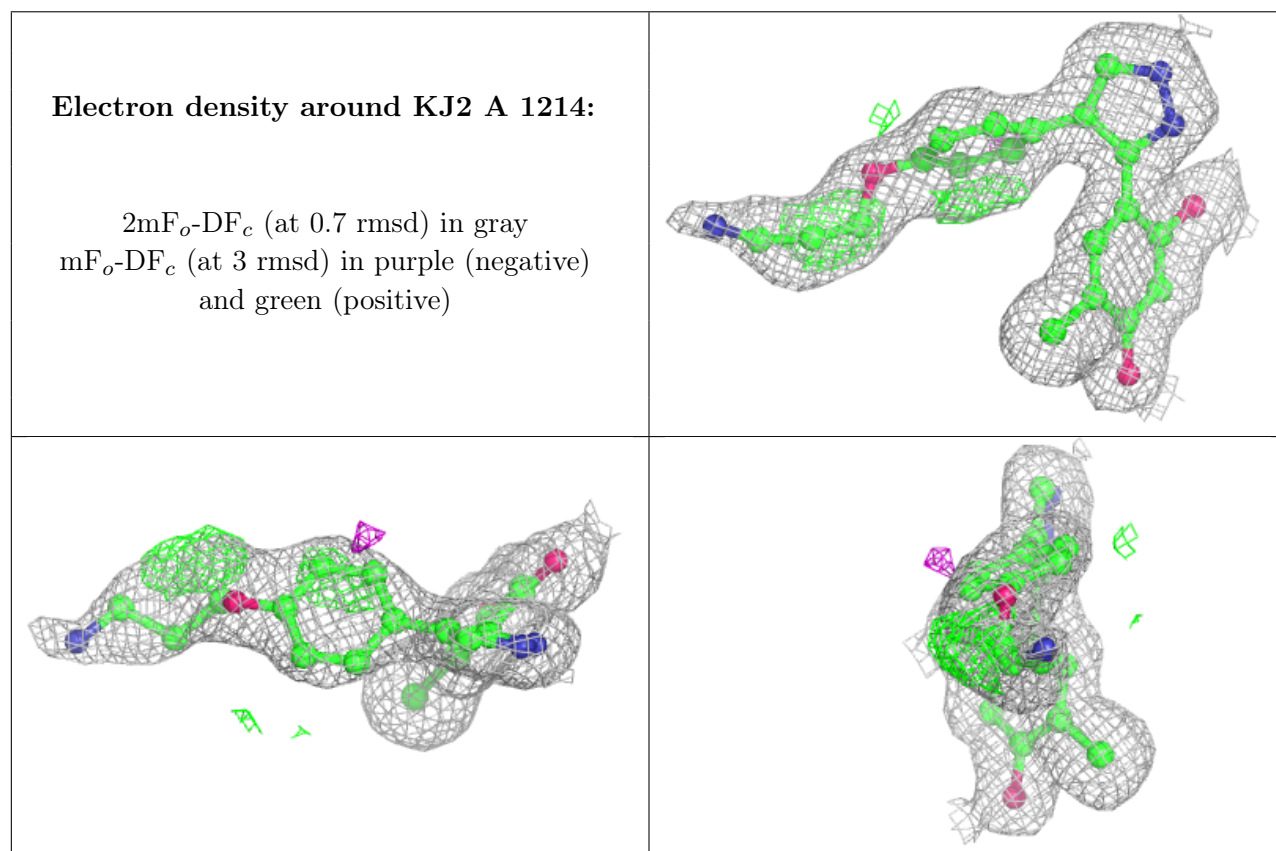 Electron density around KJ2 A 1214:
2mFo-DFc (at 0.7 rmsd) in gray
mFo-DFc (at 3 rmsd) in purple (negative)
and green (positive)